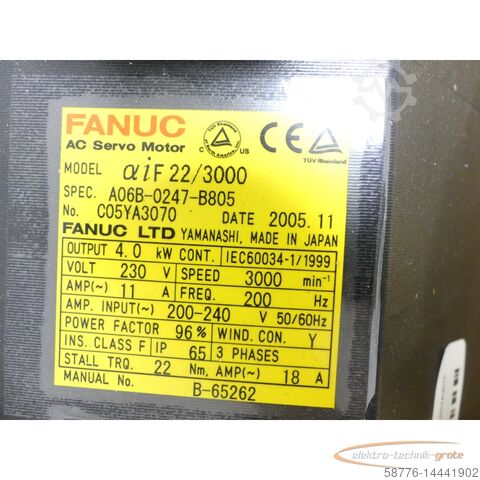 FANUC
AC Servo Motor
C US
TÜV Rheinland
MODEL αiF 22/3000
SPEC. A06B-0247-B805
No. C05YA3070 DATE 2005.11
FANUC LTD YAMANASHI, MADE IN JAPAN
OUTPUT 4.0 kW CONT. IEC60034-1/1999
VOLT 230 V SPEED 3000 min⁻¹
AMP(~) 11 A FREQ. 200 Hz
AMP. INPUT(~) 200-240 V 50/60Hz
POWER FACTOR 96% WIND. CON. Y
INS. CLASS F IP 65 3 PHASES
STALL TRQ. 22 Nm, AMP(~) 18 A
MANUAL No. B-65262
elektro-technik-grote
58776-14441902